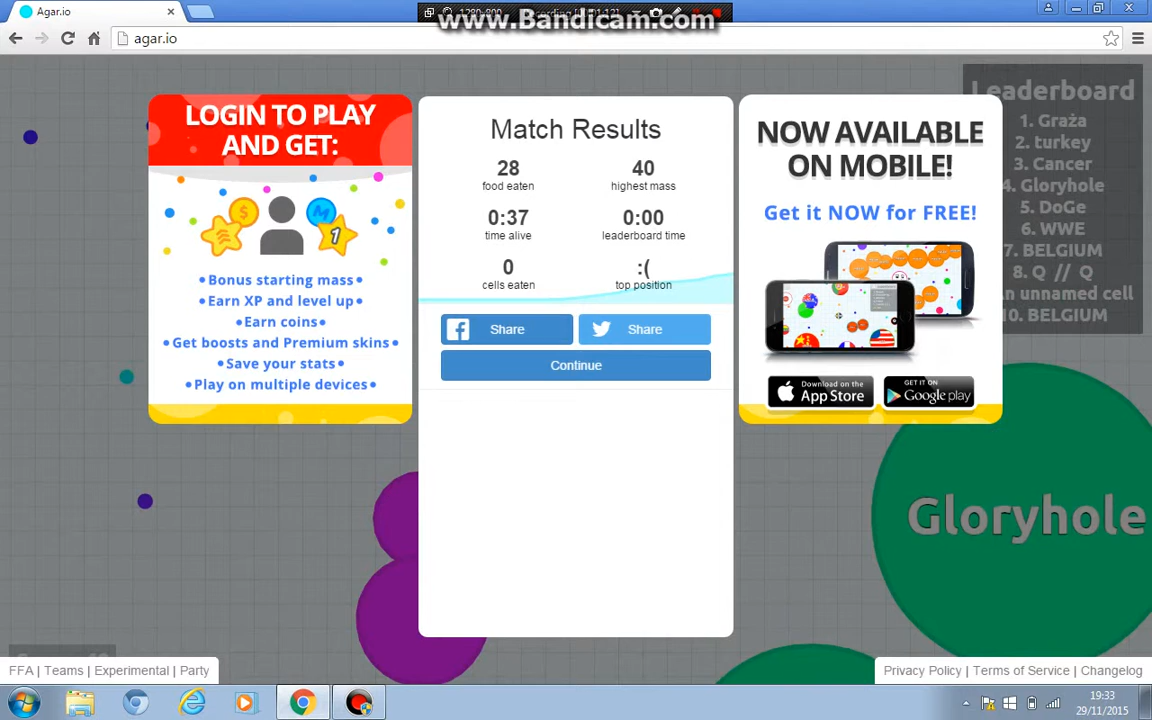 Agar.io
www.Bandicam.com
agar.io
LOGIN TO PLAY
AND GET:
•Bonus starting mass•
•Earn XP and level up•
•Earn coins•
•Get boosts and Premium skins•
•Save your stats•
•Play on multiple devices•
Match Results
28
food eaten
40
highest mass
0:37
time alive
0:00
leaderboard time
0
cells eaten
:(
top position
Share
Share
Continue
NOW AVAILABLE
ON MOBILE!
Get it NOW for FREE!
Download on the
App Store
GET IT ON
Google play
Leaderboard
1. Graża
2. turkey
3. Cancer
4. Gloryhole
5. DoGe
6. WWE
7. BELGIUM
8. Q // Q
An unnamed cell
10. BELGIUM
Gloryhole
FFA | Teams | Experimental | Party
Privacy Policy | Terms of Service | Changelog
19:33
29/11/2015